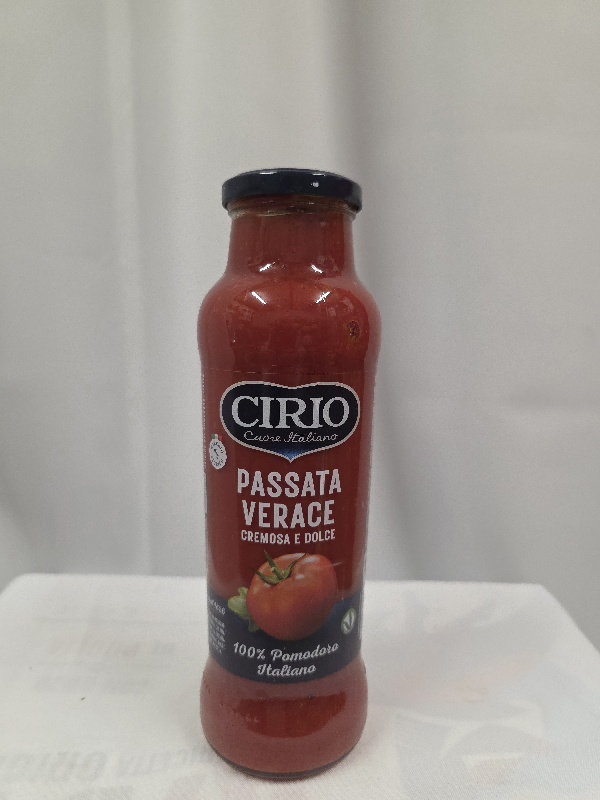 CIRIO
Cuore Italiano
PASSATA
VERACE
CREMOSA E DOLCE
100% Pomodoro
Italiano